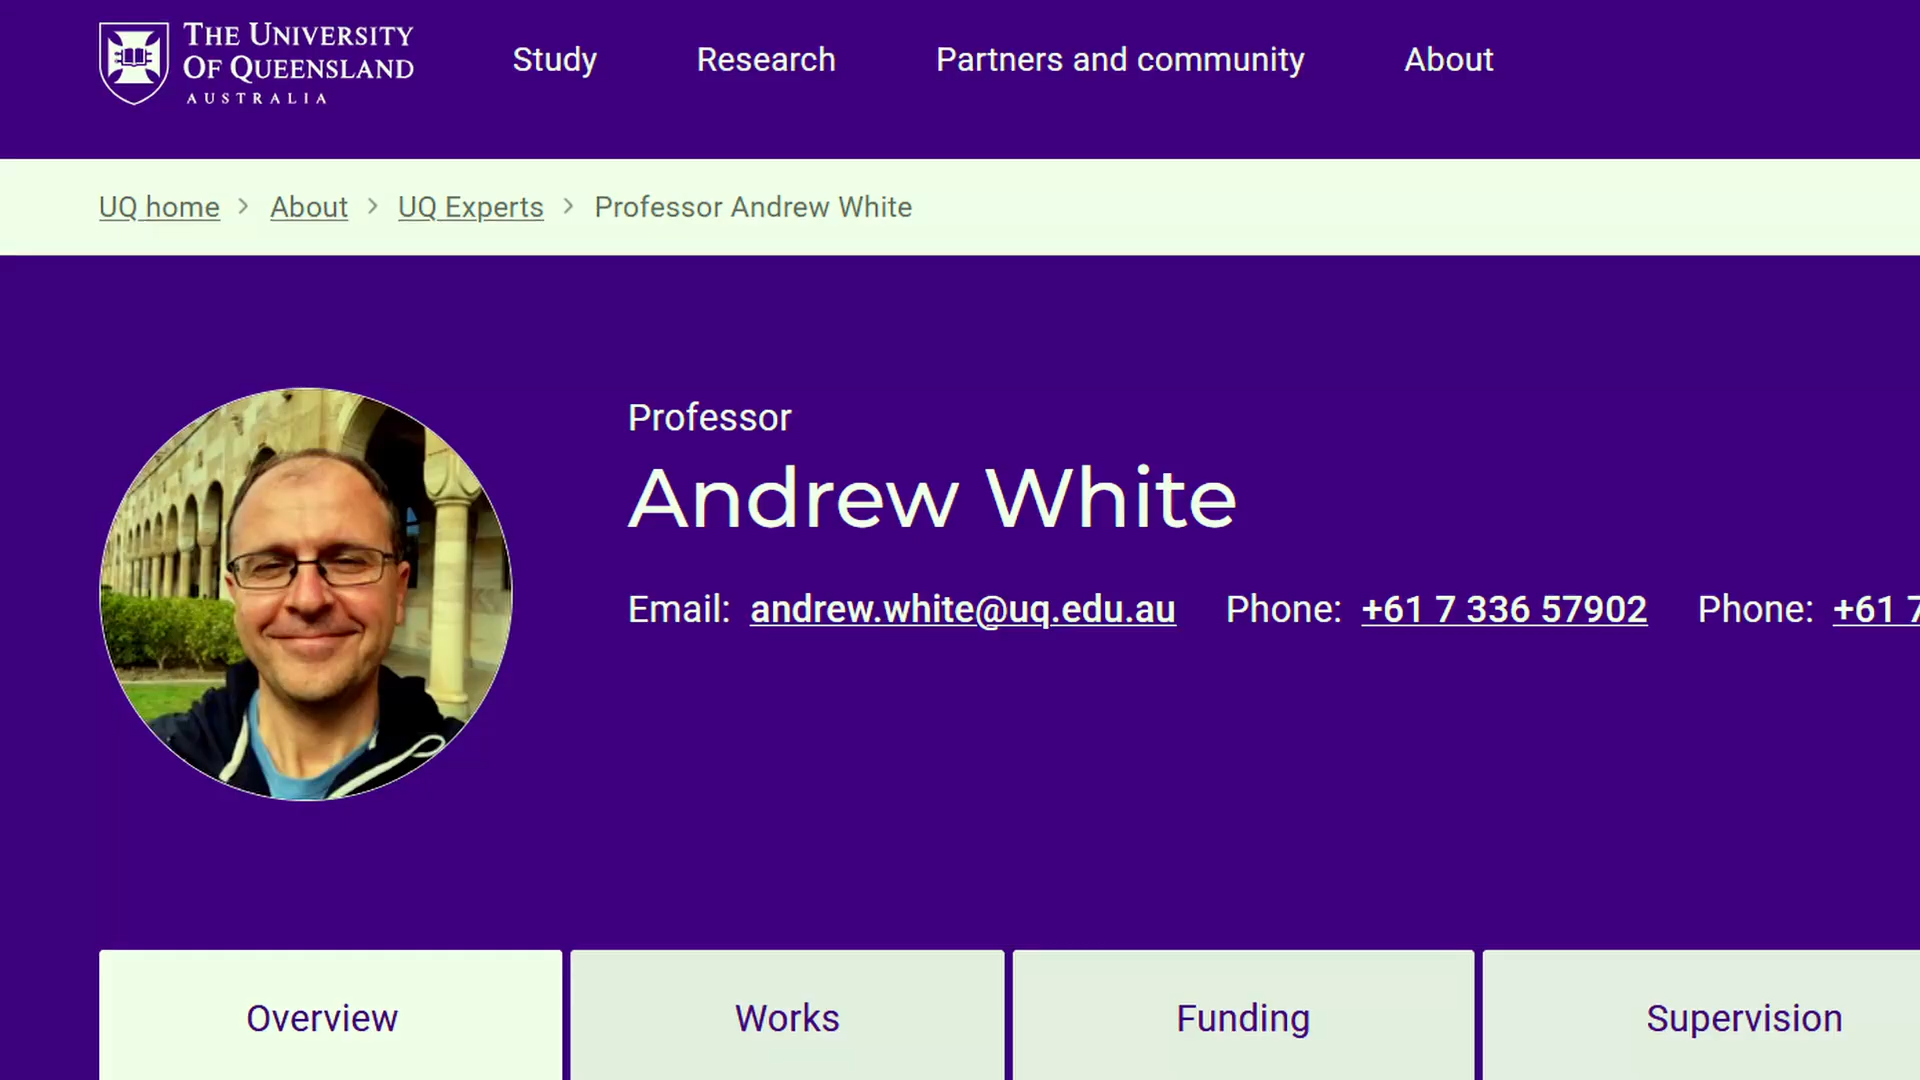 THE UNIVERSITY
OF QUEENSLAND
AUSTRALIA
Study Research Partners and community About
UQ home > About > UQ Experts > Professor Andrew White
Professor
Andrew White
Email: andrew.white@uq.edu.au Phone: +61 7 336 57902 Phone: +61 7
Overview Works Funding Supervision